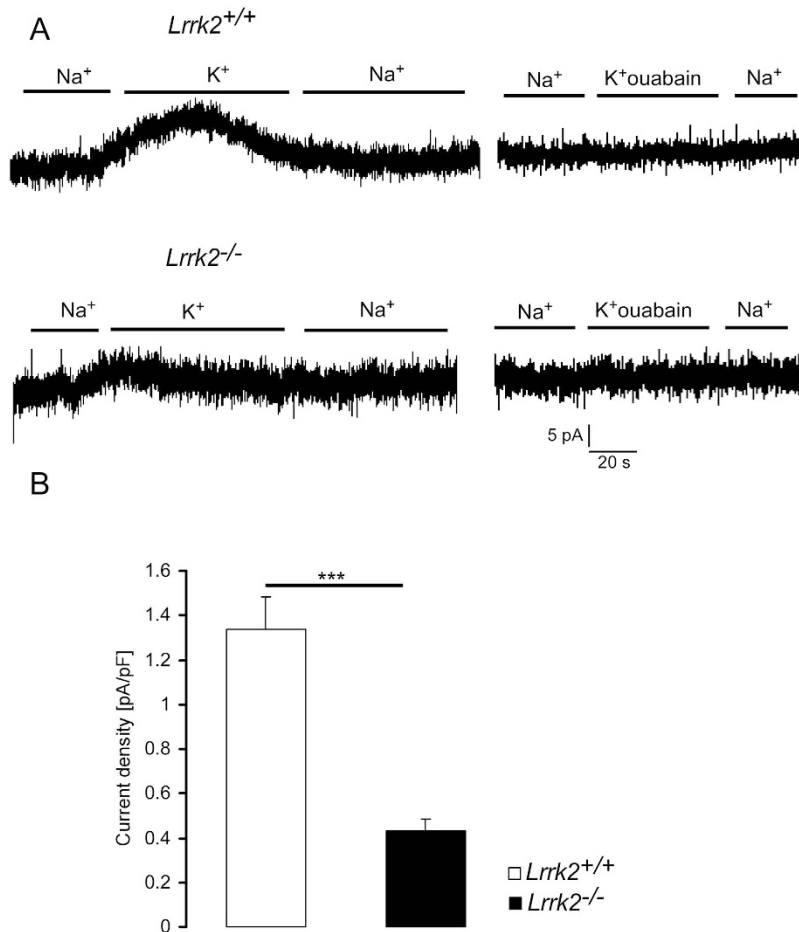 A
Lrrk2+/+
Na+ K+ Na+ Na+ K+ouabain Na+
Lrrk2-/-
Na+ K+ Na+ Na+ K+ouabain Na+
5 pA
20 s
B
***
Current density [pA/pF]
1.6
1.4
1.2
1
0.8
0.6
0.4
0.2
0
Lrrk2+/+
Lrrk2-/-